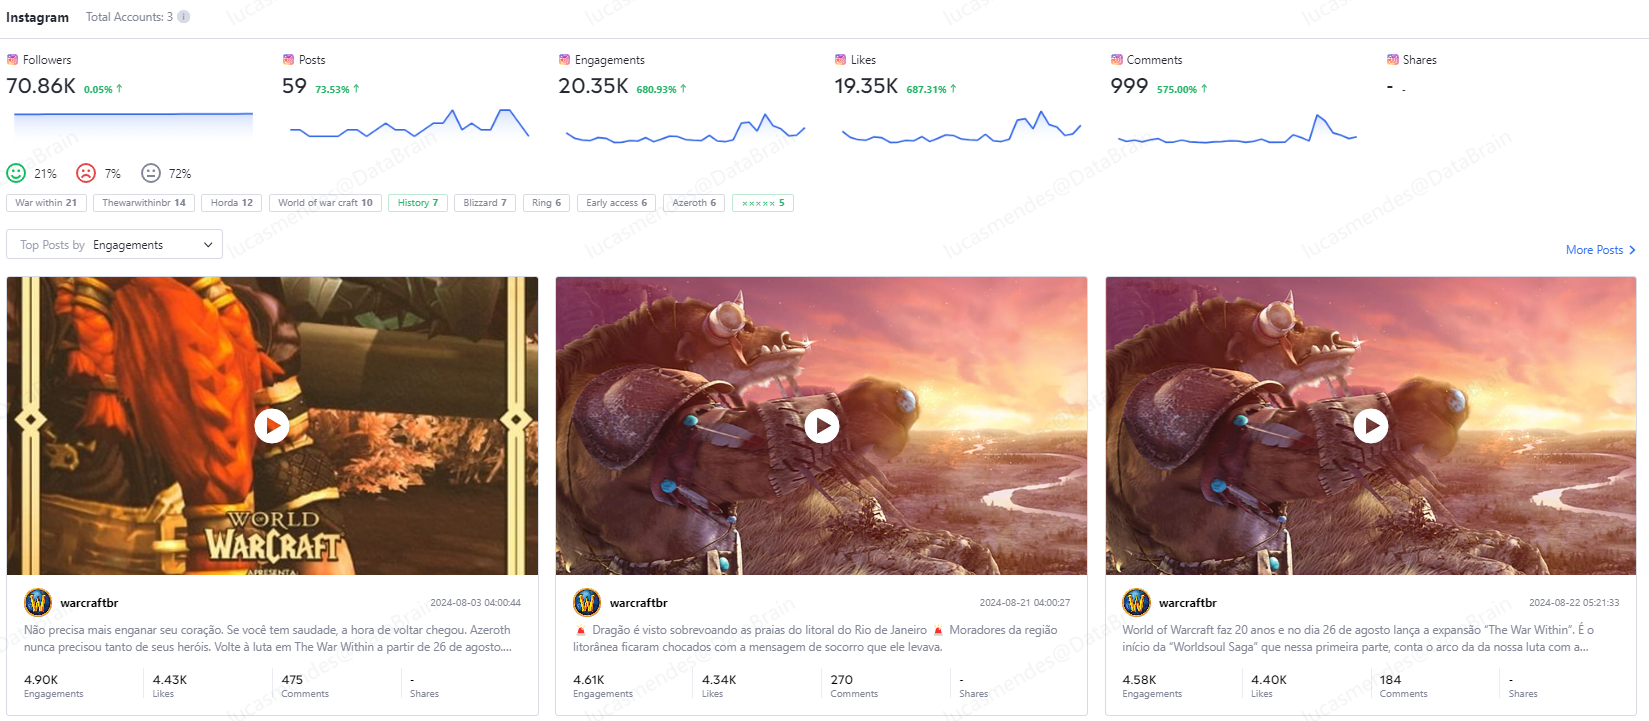 Instagram Total Accounts: 3
Followers
70.86K 0.05% ↑
Posts
59 73.53% ↑
Engagements
20.35K 680.93% ↑
Likes
19.35K 687.31% ↑
Comments
999 575.00% ↑
Shares
- -
21% 7% 72%
War within 21 Thewarwithinbr 14 Horda 12 World of war craft 10 History 7 Blizzard 7 Ring 6 Early access 6 Azeroth 6 ××××× 5
Top Posts by Engagements
More Posts
WORLD
OF
WARCRAFT
APRESENTA:
warcraftbr 2024-08-03 04:00:44
Não precisa mais enganar seu coração. Se você tem saudade, a hora de voltar chegou. Azeroth
nunca precisou tanto de seus heróis. Volte à luta em The War Within a partir de 26 de agosto....
4.90K 4.43K 475 -
Engagements Likes Comments Shares
warcraftbr 2024-08-21 04:00:27
🚨 Dragão é visto sobrevoando as praias do litoral do Rio de Janeiro 🚨 Moradores da região
litorânea ficaram chocados com a mensagem de socorro que ele levava.
4.61K 4.34K 270 -
Engagements Likes Comments Shares
warcraftbr 2024-08-22 05:21:33
World of Warcraft faz 20 anos e no dia 26 de agosto lança a expansão “The War Within”. É o
início da “Worldsoul Saga” que nessa primeira parte, conta o arco da da nossa luta com a...
4.58K 4.40K 184 -
Engagements Likes Comments Shares
lucasmendes@DataBrain